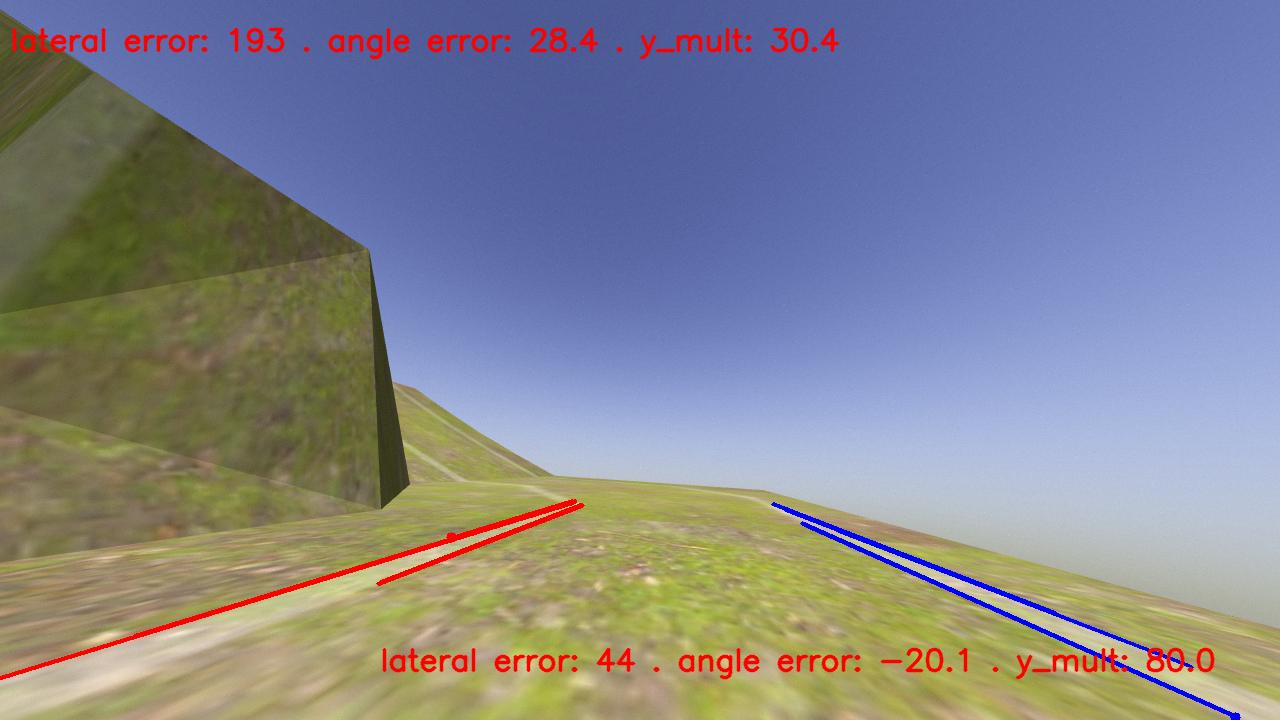 lateral error: 193 . angle error: 28.4 . y_mult: 30.4
lateral error: 44 . angle error: -20.1 . y_mult: 80.0